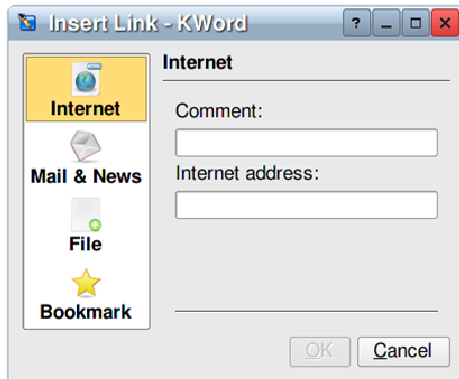 Insert Link - KWord
Internet
Internet
Mail & News
File
Bookmark
Comment:
Internet address:
OK
Cancel